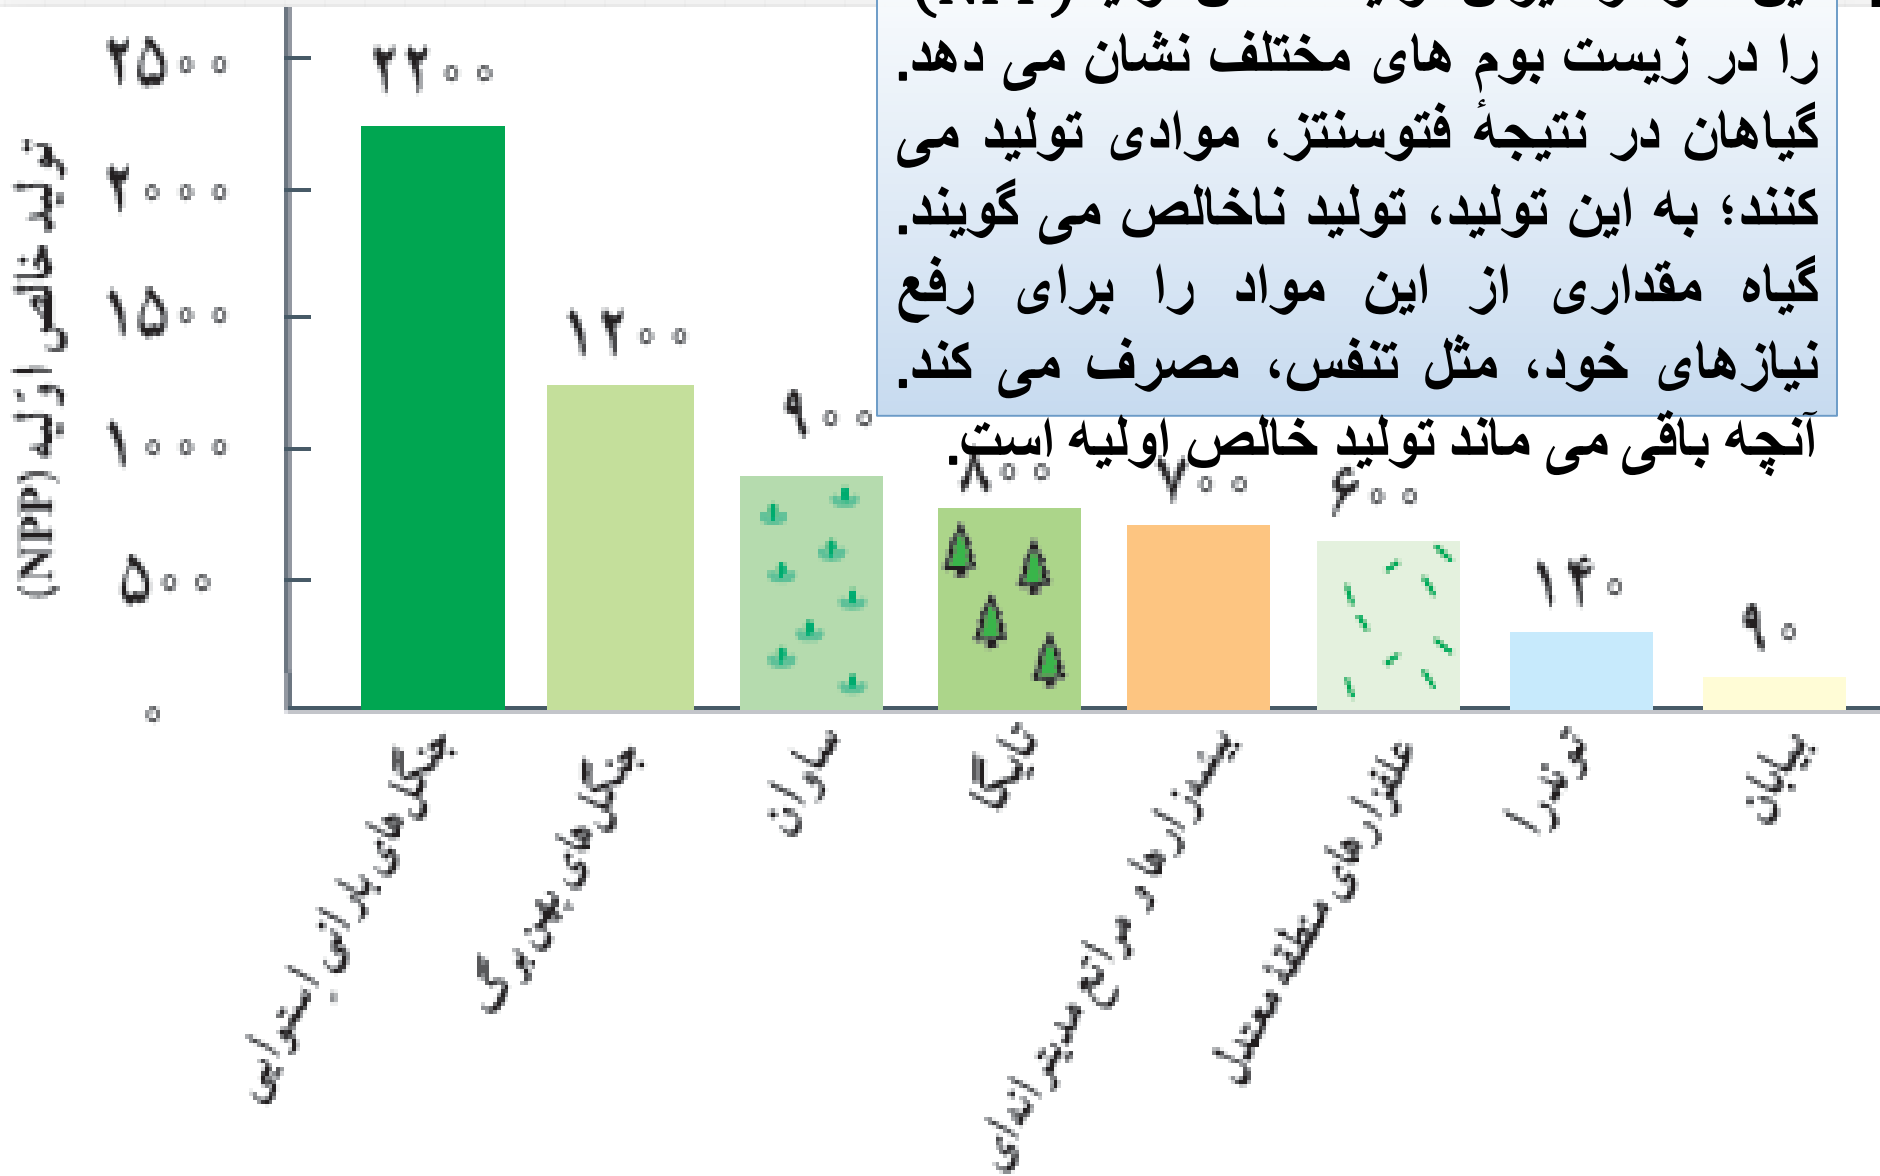 (NPP)
را در زیست بوم های مختلف نشان می دهد.
گیاهان در نتیجهٔ فتوسنتز، موادی تولید می
کنند؛ به این تولید، تولید ناخالص می گویند.
گیاه مقداری از این مواد را برای رفع
نیازهای خود، مثل تنفس، مصرف می کند.
آنچه باقی می ماند تولید خالص اولیه است.
تولید خالص اوّلیه (NPP)
۲۵۰۰
۲۰۰۰
۱۵۰۰
۱۰۰۰
۵۰۰
۰
۲۲۰۰
۱۲۰۰
۹۰۰
۸۰۰
۷۰۰
۶۰۰
۱۴۰
۹۰
جنگل‌های بارانی استوایی
جنگل‌های پهن برگ
ساوان
تایگا
بیشه‌زارها و مراتع مدیترانه‌ای
علفزارهای منطقهٔ معتدل
توندرا
بیابان